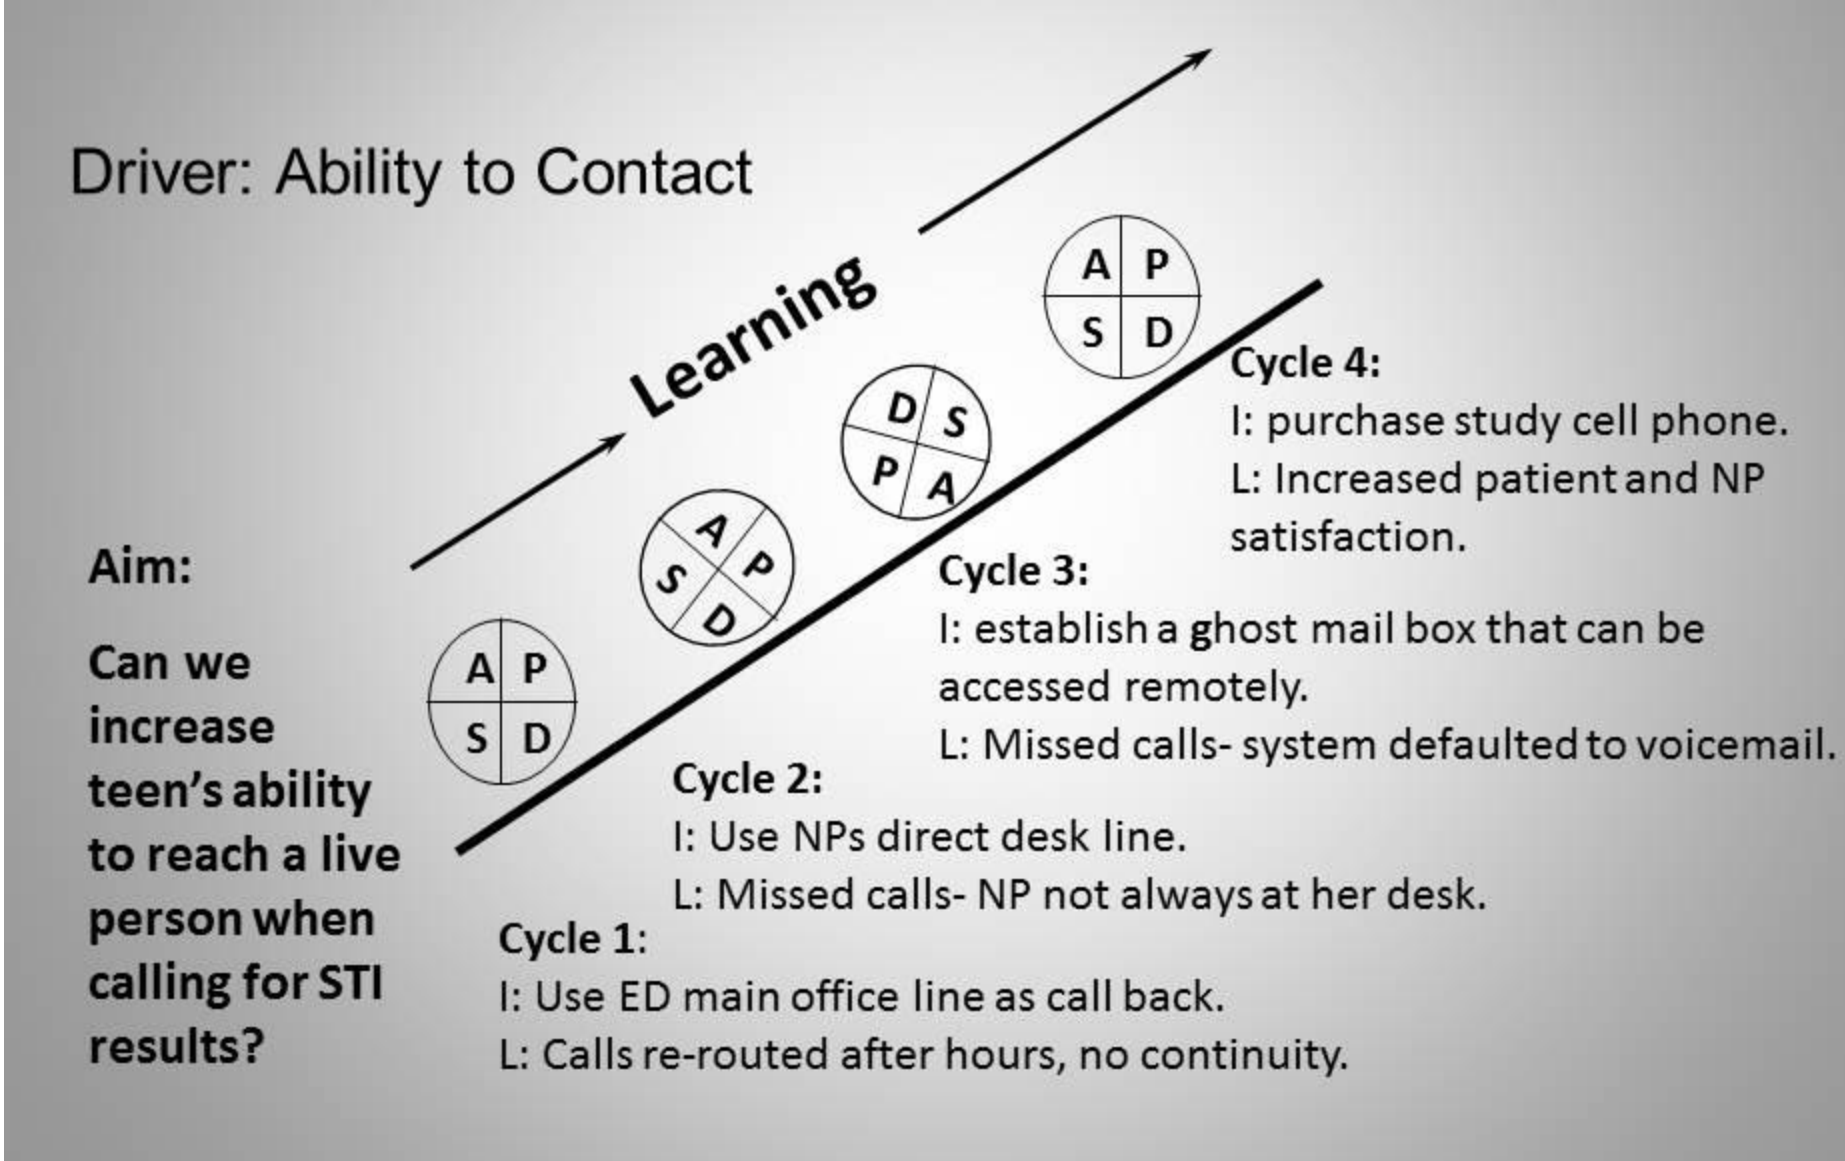 Driver: Ability to Contact
Learning
A P
S D
A
S P
D
D S
P A
A P
S D
Aim:
Can we
increase
teen's ability
to reach a live
person when
calling for STI
results?
Cycle 4:
I: purchase study cell phone.
L: Increased patient and NP
satisfaction.
Cycle 3:
I: establish a ghost mail box that can be
accessed remotely.
L: Missed calls- system defaulted to voicemail.
Cycle 2:
I: Use NPs direct desk line.
L: Missed calls- NP not always at her desk.
Cycle 1:
I: Use ED main office line as call back.
L: Calls re-routed after hours, no continuity.